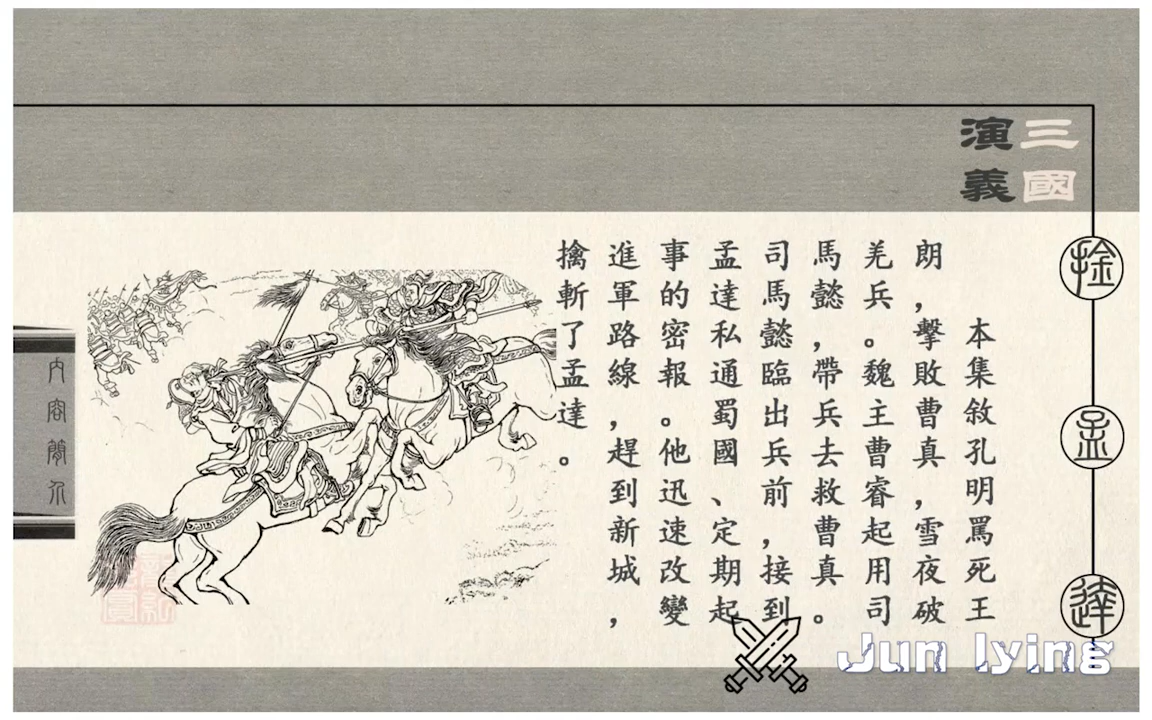 三國
演義
擒孟達
本集敘孔明罵死王
朗，擊敗曹真，雪夜破
羌兵。魏主曹睿起用司
馬懿，帶兵去救曹真。
司馬懿臨出兵前，接到
孟達私通蜀國、定期起
事的密報。他迅速改變
進軍路線，趕到新城，
擒斬了孟達。
內容簡介
Jun lying